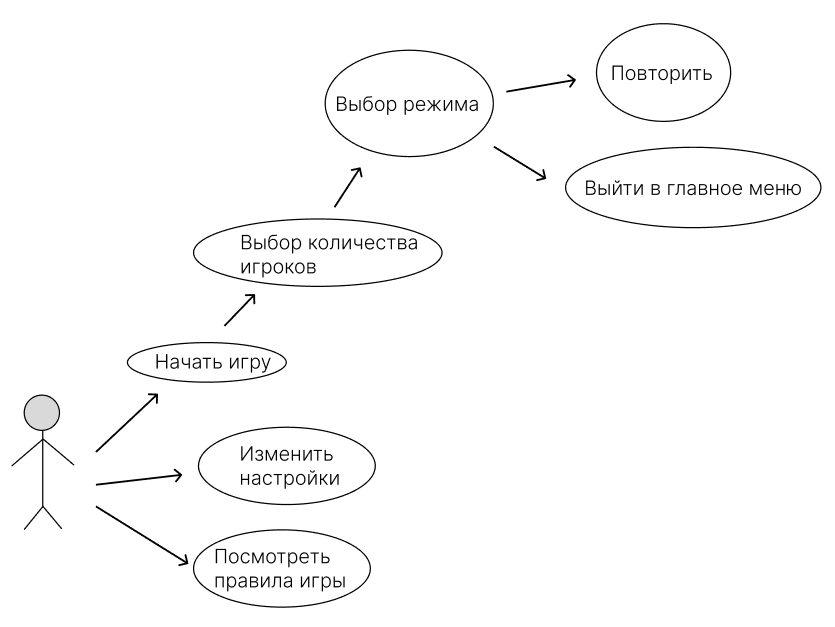 Повторить
Выбор режима
Выйти в главное меню
Выбор количества
игроков
Начать игру
Изменить
настройки
Посмотреть
правила игры